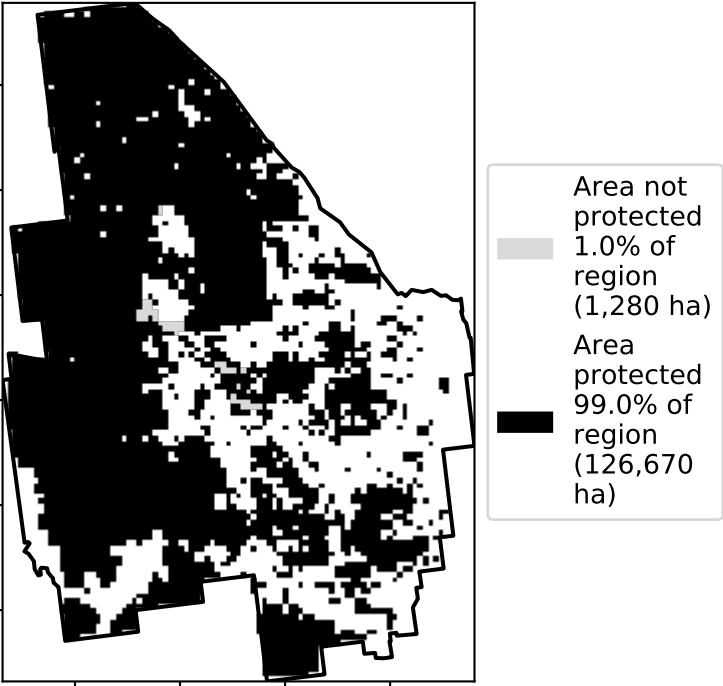 Area not
protected
1.0% of
region
(1,280 ha)
Area
protected
99.0% of
region
(126,670
ha)